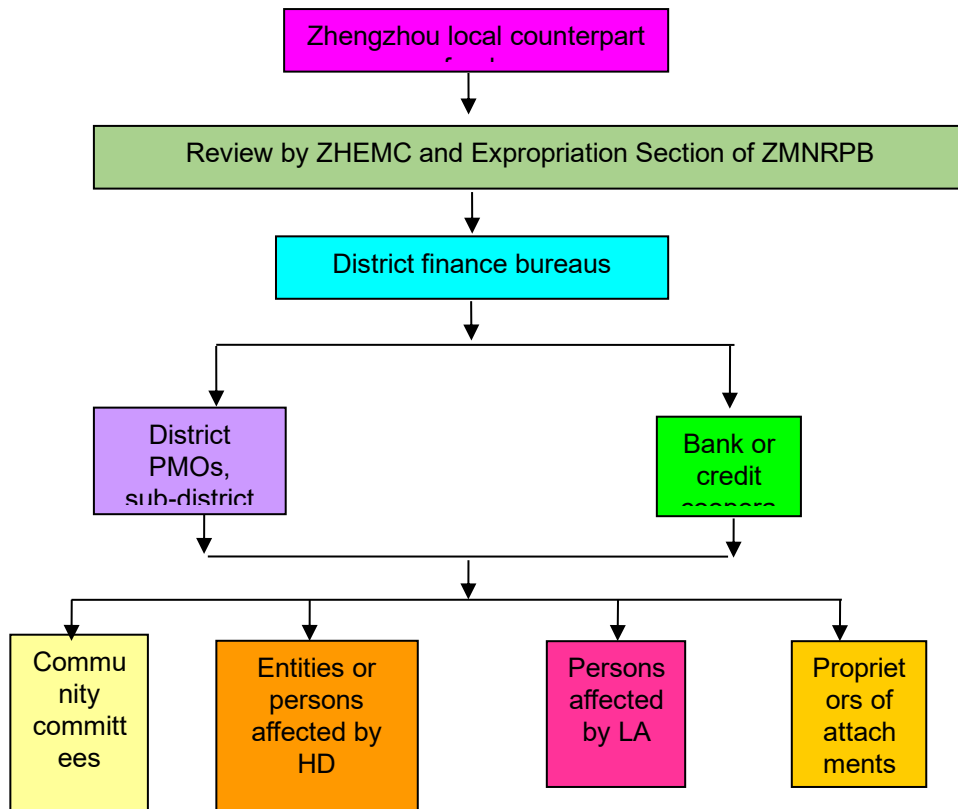 Zhengzhou local counterpart
Review by ZHEMC and Expropriation Section of ZMNRPB
District finance bureaus
District
PMOs,
sub-district
Bank or
credit
Commu
nity
committ
ees
Entities or
persons
affected by
HD
Persons
affected
by LA
Propriet
ors of
attach
ments